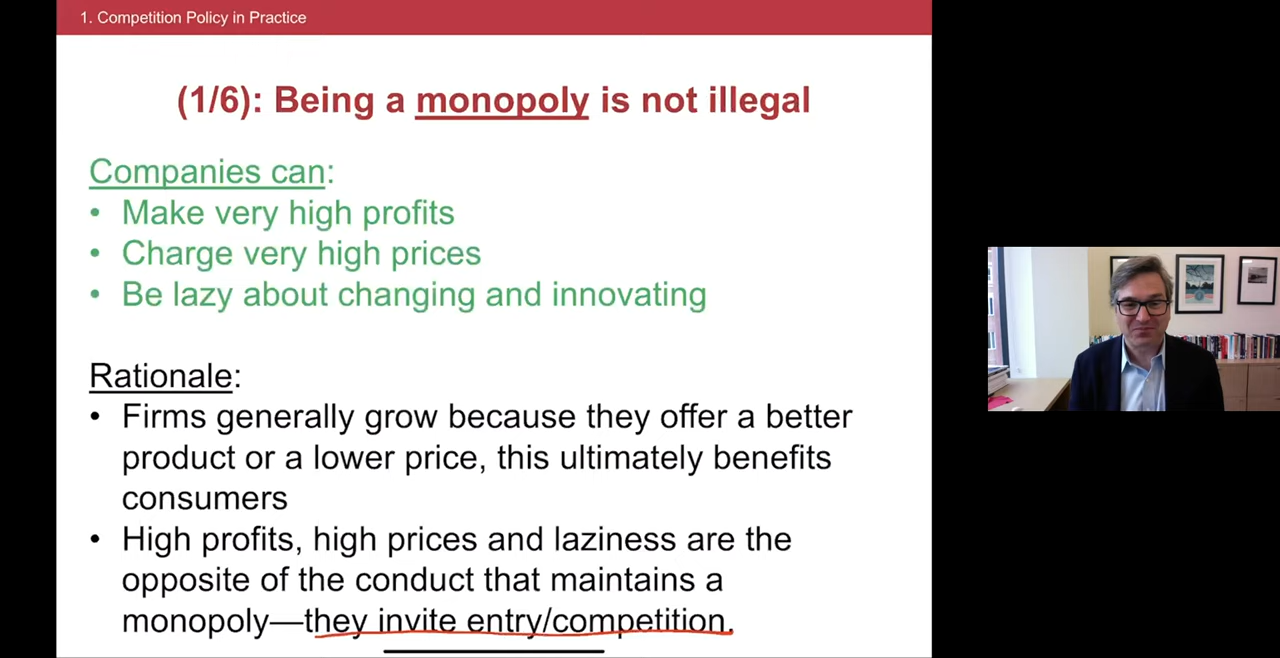 1. Competition Policy in Practice
(1/6): Being a monopoly is not illegal
Companies can:
• Make very high profits
• Charge very high prices
• Be lazy about changing and innovating
Rationale:
• Firms generally grow because they offer a better
product or a lower price, this ultimately benefits
consumers
• High profits, high prices and laziness are the
opposite of the conduct that maintains a
monopoly—they invite entry/competition.